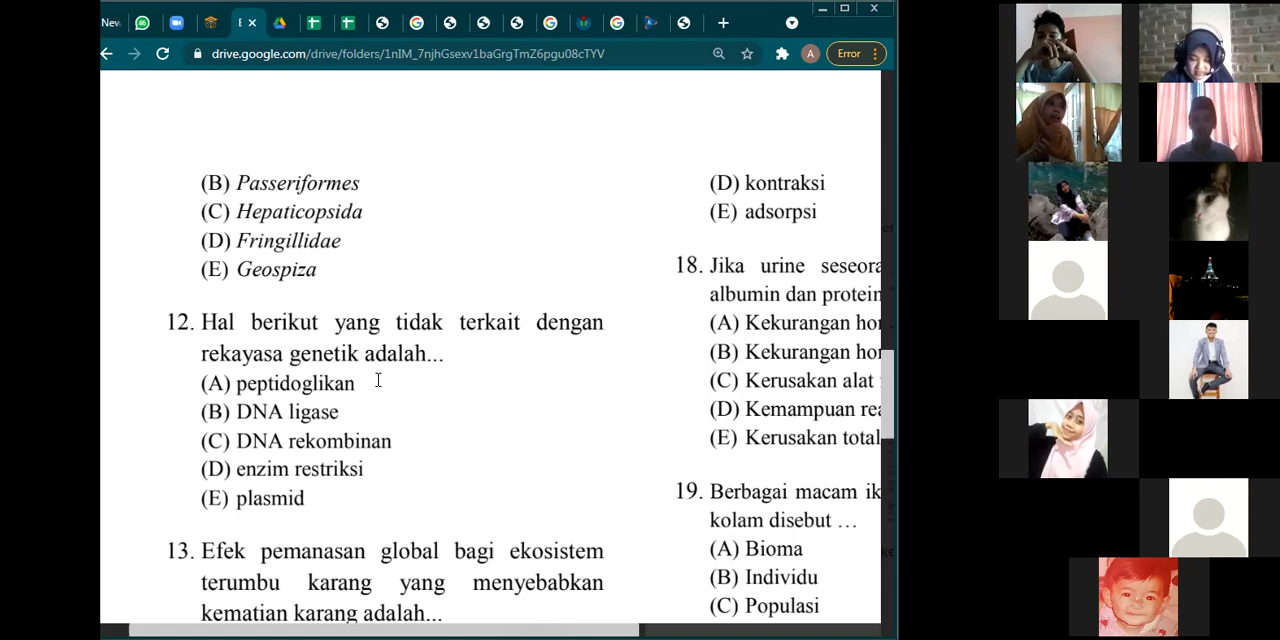 New
46
E
drive.google.com/drive/folders/1nIM_7njhGsexv1baGrgTmZ6pgu08cTYV
A
Error
(B) Passeriformes
(C) Hepaticopsida
(D) Fringillidae
(E) Geospiza
12. Hal berikut yang tidak terkait dengan
rekayasa genetik adalah...
(A) peptidoglikan
(B) DNA ligase
(C) DNA rekombinan
(D) enzim restriksi
(E) plasmid
13. Efek pemanasan global bagi ekosistem
terumbu karang yang menyebabkan
kematian karang adalah...
(D) kontraksi
(E) adsorpsi
18. Jika urine seseora
albumin dan protein
(A) Kekurangan hor
(B) Kekurangan hor
(C) Kerusakan alat
(D) Kemampuan rea
(E) Kerusakan total
19. Berbagai macam ik
kolam disebut …
(A) Bioma
(B) Individu
(C) Populasi